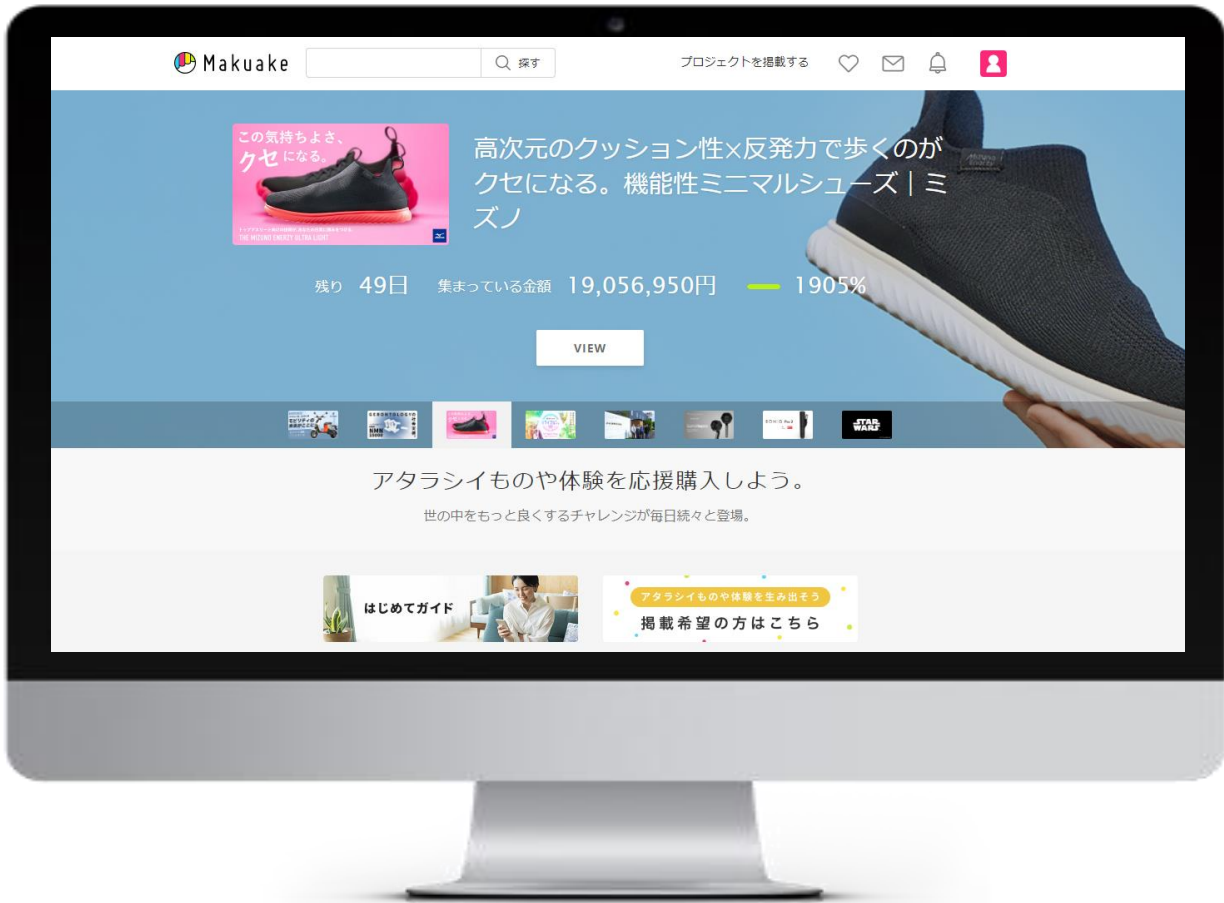 Makuake
探す
プロジェクトを掲載する
この気持ちよさ、
クセになる。
THE MIZUNO ENERZY ULTRA LIGHT
高次元のクッション性×反発力で歩くのが
クセになる。機能性ミニマルシューズ｜ミ
ズノ
残り 49日 集まっている金額 19,056,950円 1905%
VIEW
STAR
WARS
アタラシイものや体験を応援購入しよう。
世の中をもっと良くするチャレンジが毎日続々と登場。
はじめてガイド
アタラシイものや体験を生み出そう
掲載希望の方はこちら